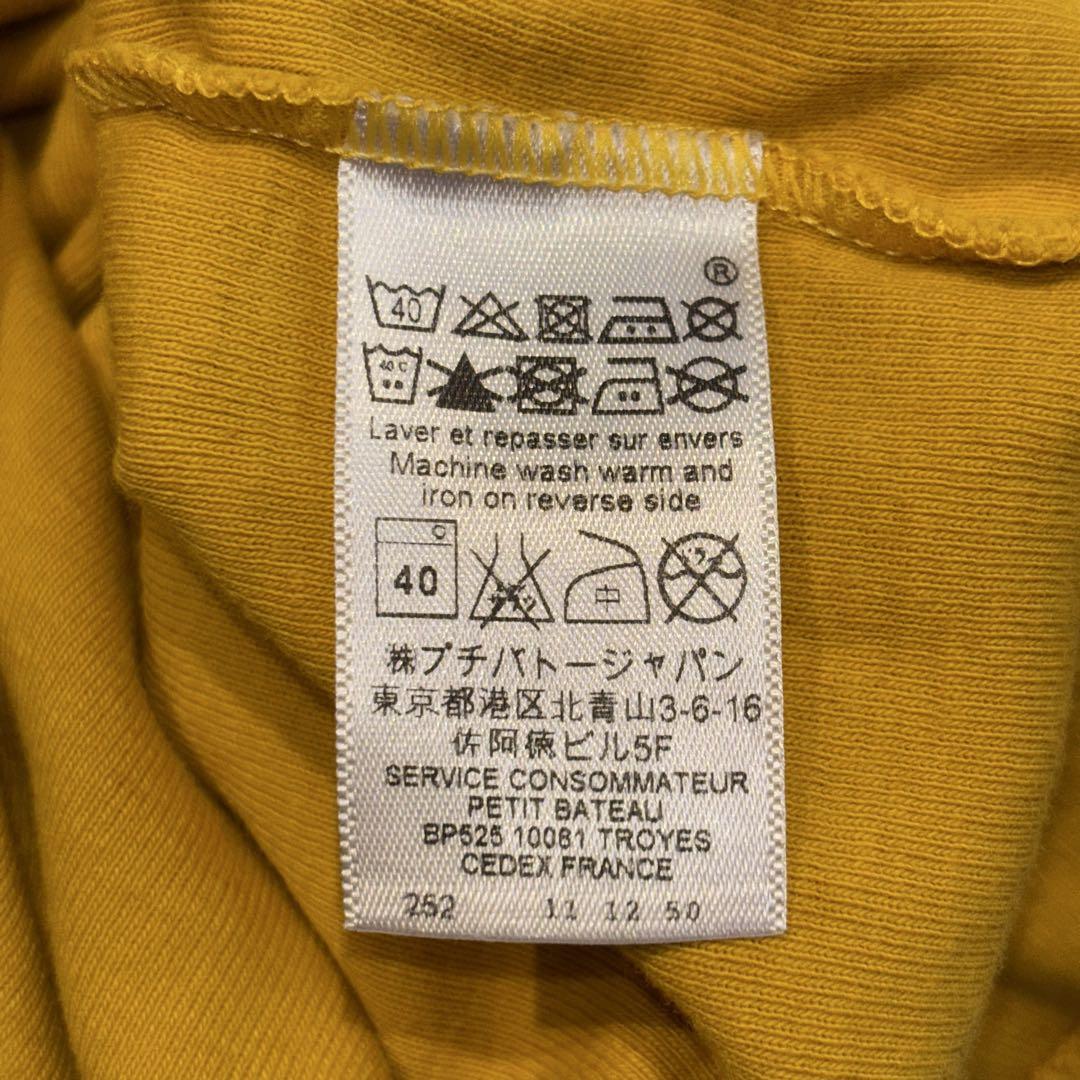 ®
40
40 C
Laver et repasser sur envers
Machine wash warm and
iron on reverse side
40
中
株プチバトージャパン
東京都港区北青山3-6-16
佐阿徳ビル5F
SERVICE CONSOMMATEUR
PETIT BATEAU
BP525 10081 TROYES
CEDEX FRANCE
252 11 12 50